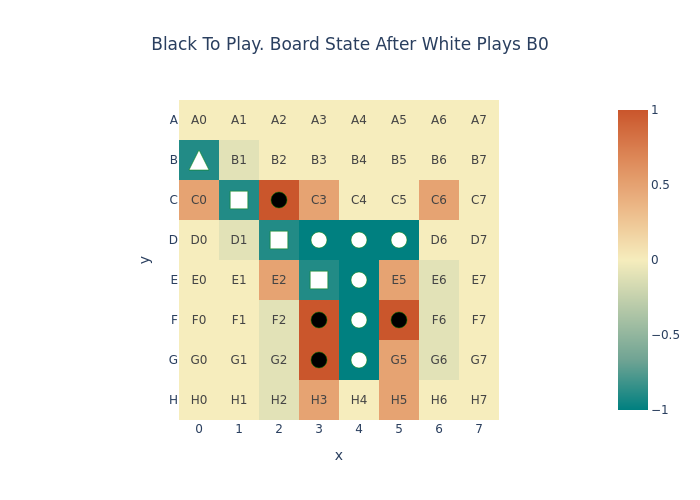 Black To Play. Board State After White Plays B0
A A0 A1 A2 A3 A4 A5 A6 A7
B B1 B2 B3 B4 B5 B6 B7
C C0 C3 C4 C5 C6 C7
D D0 D1 D6 D7
E E0 E1 E2 E5 E6 E7
F F0 F1 F2 F6 F7
G G0 G1 G2 G5 G6 G7
H H0 H1 H2 H3 H4 H5 H6 H7
0 1 2 3 4 5 6 7
x
y
1
0.5
0
−0.5
−1